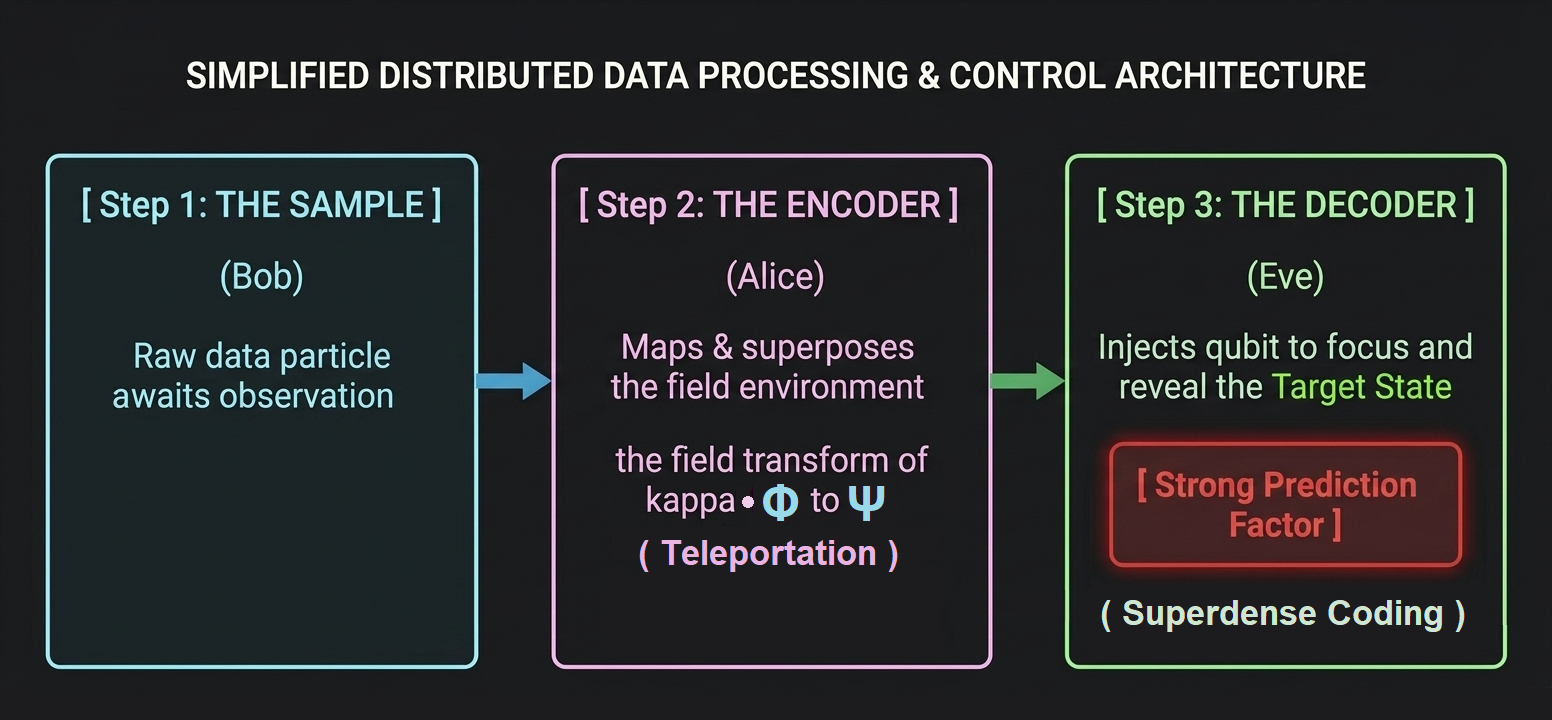 SIMPLIFIED DISTRIBUTED DATA PROCESSING & CONTROL ARCHITECTURE
[ Step 1: THE SAMPLE ]
(Bob)
Raw data particle
awaits observation
[ Step 2: THE ENCODER ]
(Alice)
Maps & superposes
the field environment
the field transform of
kappa • Φ to Ψ
( Teleportation )
[ Step 3: THE DECODER ]
(Eve)
Injects qubit to focus and
reveal the Target State
[ Strong Prediction
Factor ]
( Superdense Coding )